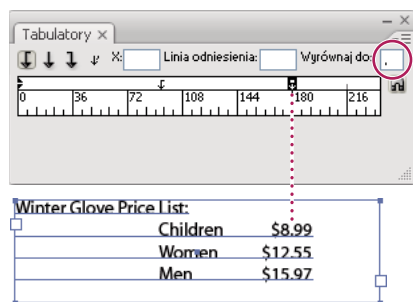 Tabulatory ×
X: Linia odniesienia: Wyrównaj do: .
0 36 72 108 144 180 216
Winter Glove Price List:
Children $8.99
Women $12.55
Men $15.97